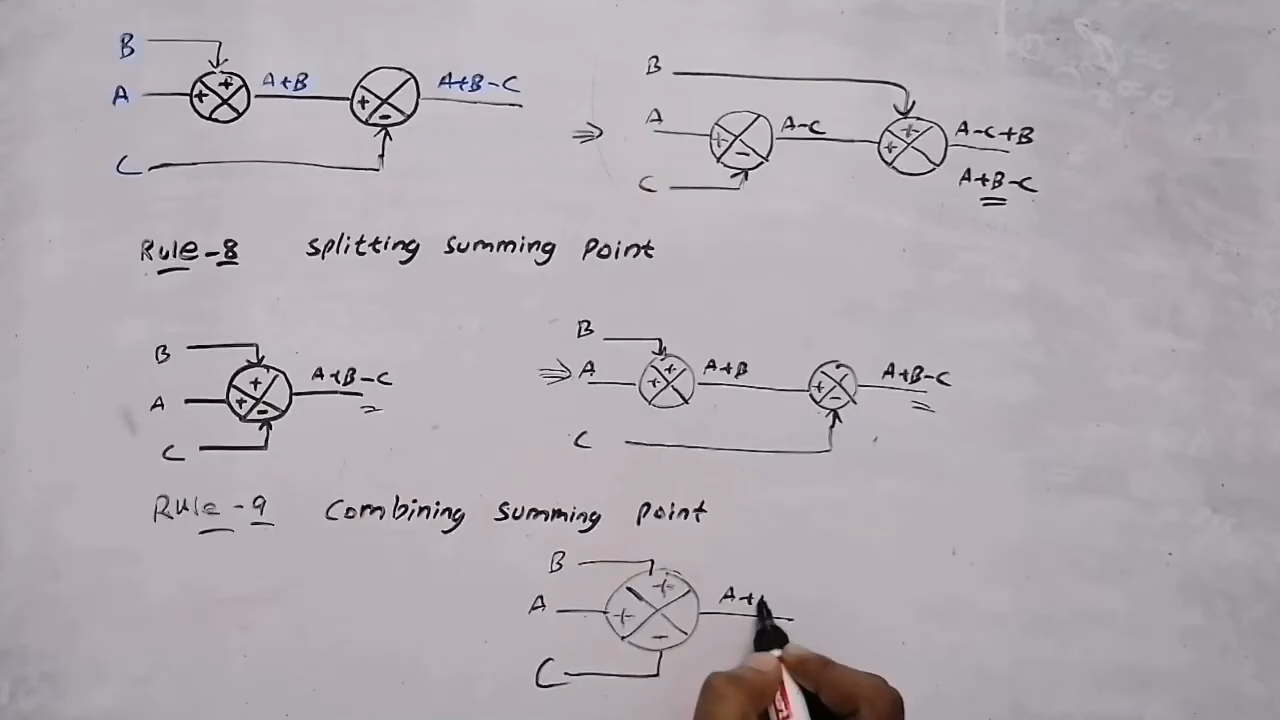 B
A + + A+B + - A+B-C
C
⇒
B
A + - A-C + + A-C+B
C A+B-C
Rule-8 splitting summing point
B
A + + - A+B-C
C
⇒
B
A + + A+B + - A+B-C
C
Rule-9 combining summing point
B
A + + - A+
C